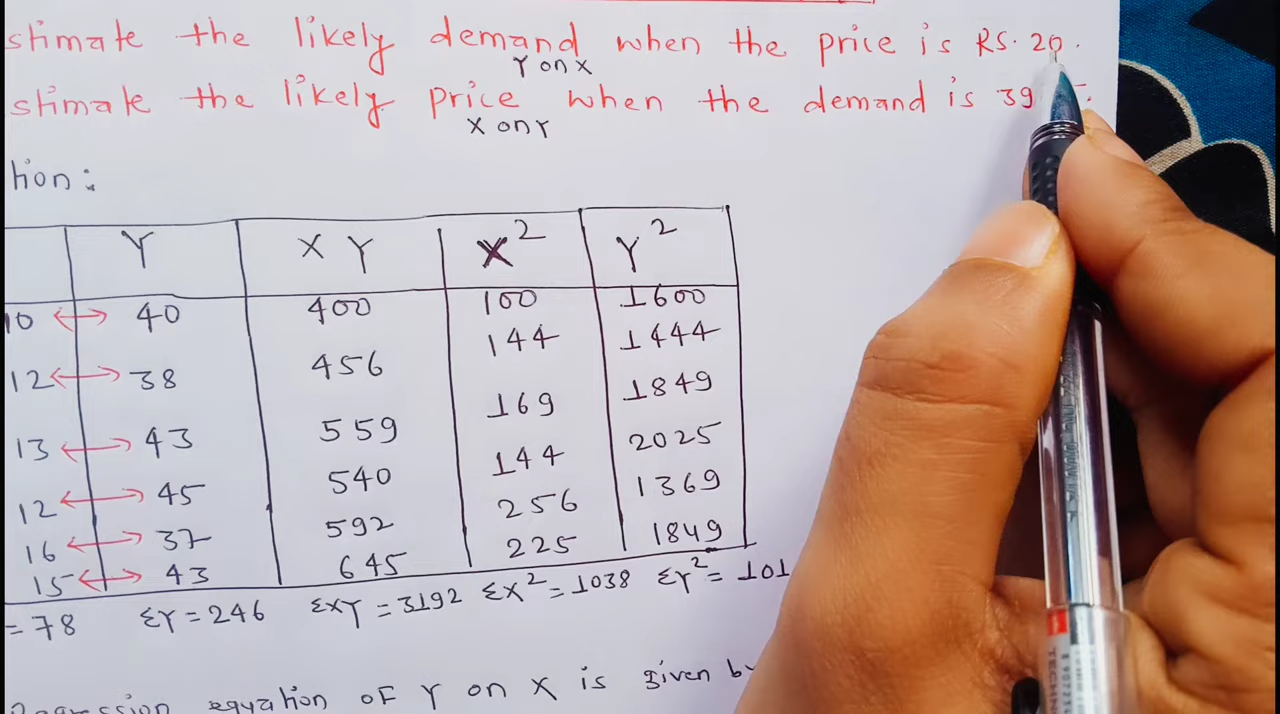 stimate the likely demand when the price is RS. 20.
Y on X
stimate the likely price when the demand is 39
X on Y
tion:
Y XY X² Y²
10 40 400 100 1600
12 38 456 144 1444
13 43 559 169 1849
12 45 540 144 2025
16 37 592 256 1369
15 43 645 225 1849
= 78 ΣY = 246 ΣXY = 3192 ΣX² = 1038 ΣY² = 101
equation of Y on X is given by
TECHN